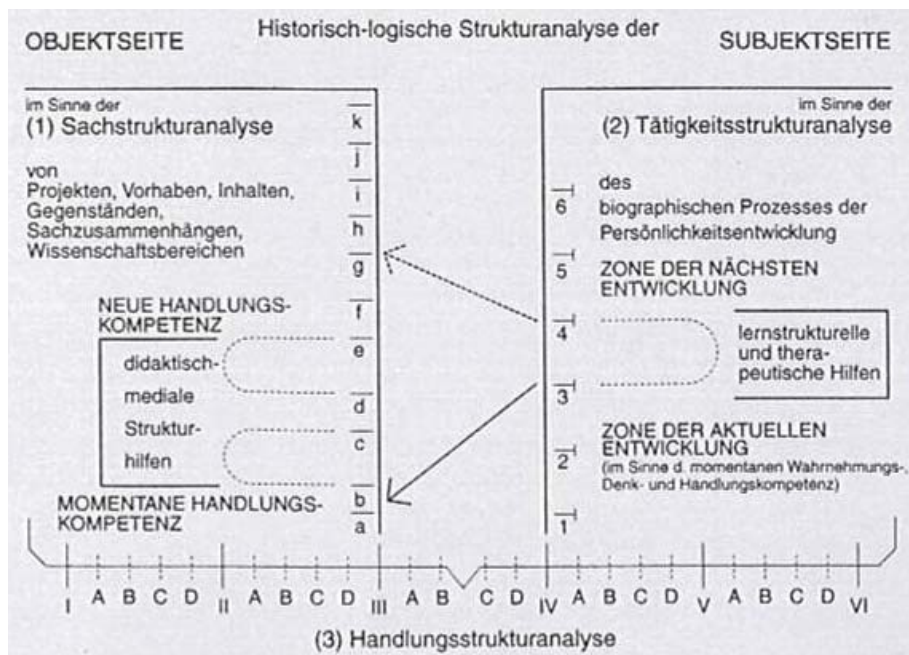 Historisch-logische Strukturanalyse der
OBJEKTSEITE
SUBJEKTSEITE
im Sinne der
(1) Sachstrukturanalyse
von
Projekten, Vorhaben, Inhalten,
Gegenständen,
Sachzusammenhängen,
Wissenschaftsbereichen
NEUE HANDLUNGS-
KOMPETENZ
didaktisch-
mediale
Struktur-
hilfen
MOMENTANE HANDLUNGS-
KOMPETENZ
k
j
i
h
g
f
e
d
c
b
a
im Sinne der
(2) Tätigkeitsstrukturanalyse
des
biographischen Prozesses der
Persönlichkeitsentwicklung
ZONE DER NÄCHSTEN
ENTWICKLUNG
lernstrukturelle
und thera-
peutische Hilfen
ZONE DER AKTUELLEN
ENTWICKLUNG
(im Sinne d. momentanen Wahrnehmungs-,
Denk- und Handlungskompetenz)
6
5
4
3
2
1
I A B C D II A B C D III A B C D IV A B C D V A B C D VI
(3) Handlungsstrukturanalyse